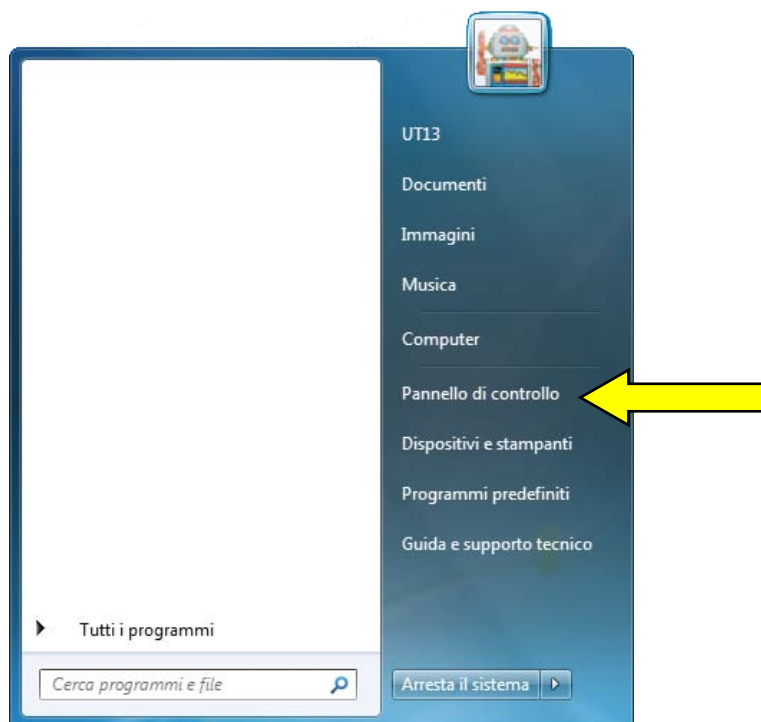 UT13
Documenti
Immagini
Musica
Computer
Pannello di controllo
Dispositivi e stampanti
Programmi predefiniti
Guida e supporto tecnico
Tutti i programmi
Cerca programmi e file
Arresta il sistema